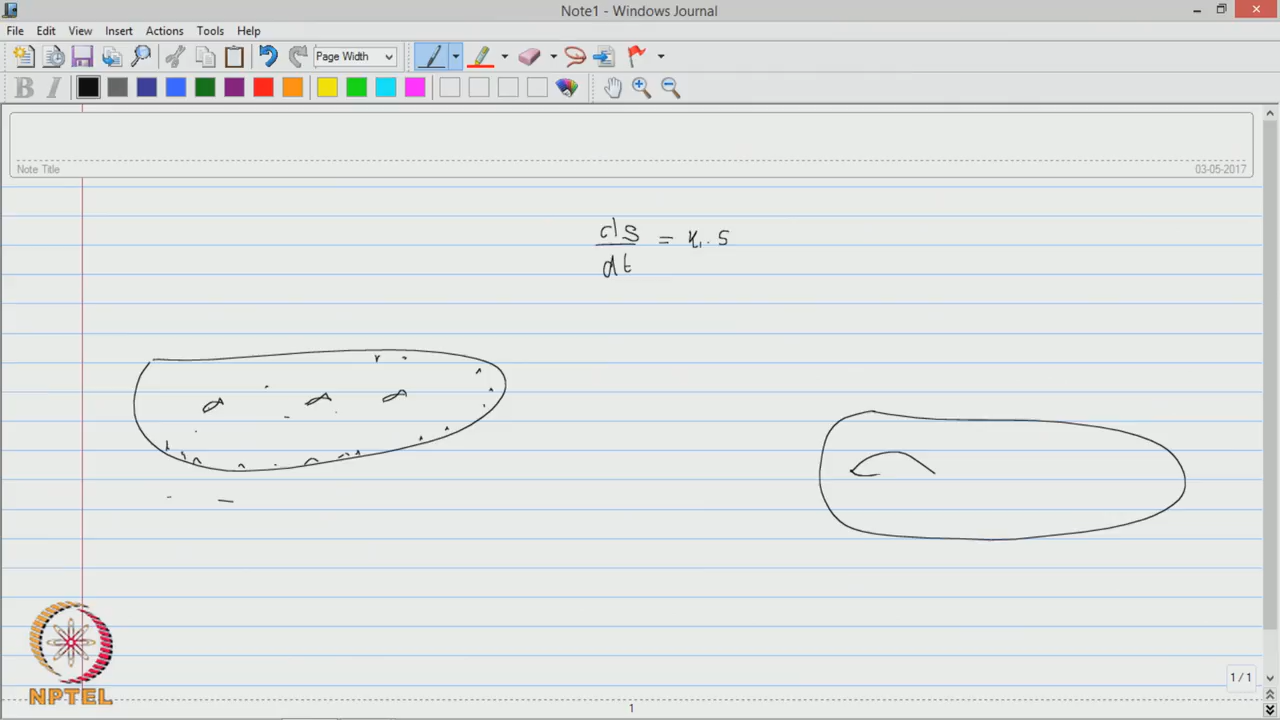 Note1 - Windows Journal
File Edit View Insert Actions Tools Help
Page Width
B I
Note Title
03-05-2017
dS
dt
= K₁. S
NPTEL
1 / 1
1